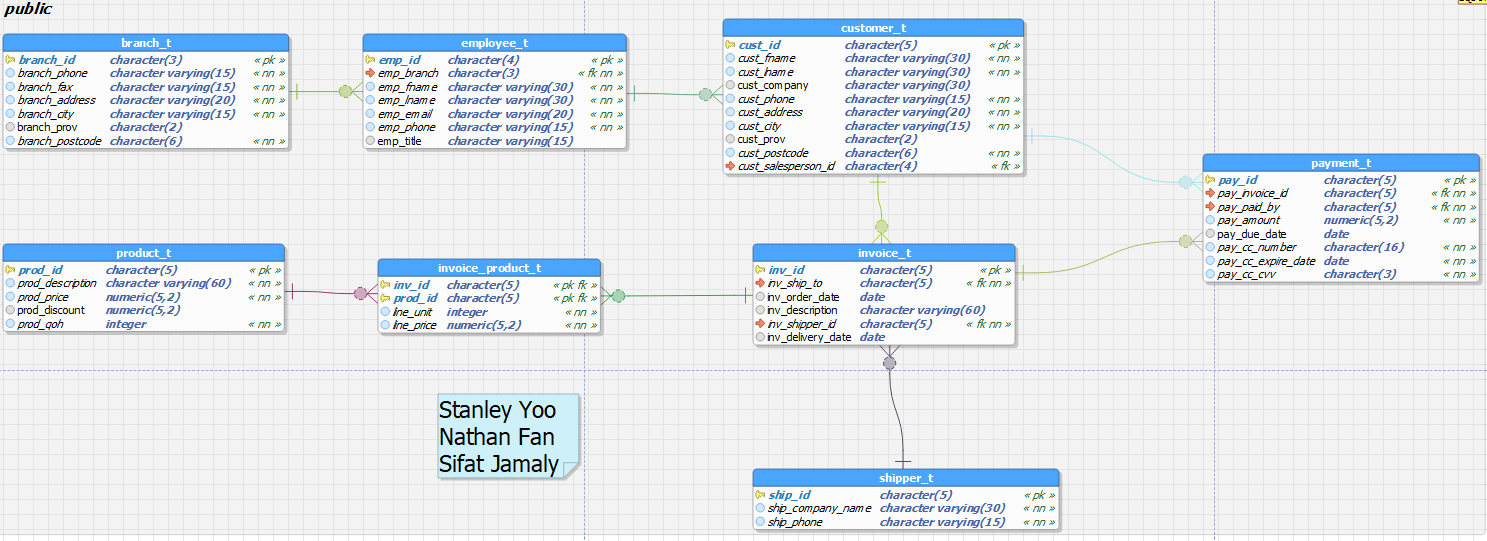 public
branch_t
branch_id character(3) « pk »
branch_phone character varying(15) « nn »
branch_fax character varying(15) « nn »
branch_address character varying(20) « nn »
branch_city character varying(15) « nn »
branch_prov character(2)
branch_postcode character(6) « nn »
employee_t
emp_id character(4) « pk »
emp_branch character(3) « fk nn »
emp_fname character varying(30) « nn »
emp_lname character varying(30) « nn »
emp_email character varying(20) « nn »
emp_phone character varying(15) « nn »
emp_title character varying(15)
customer_t
cust_id character(5) « pk »
cust_fname character varying(30) « nn »
cust_lname character varying(30) « nn »
cust_company character varying(30)
cust_phone character varying(15) « nn »
cust_address character varying(20) « nn »
cust_city character varying(15) « nn »
cust_prov character(2)
cust_postcode character(6) « nn »
cust_salesperson_id character(4) « fk »
payment_t
pay_id character(5) « pk »
pay_invoice_id character(5) « fk nn »
pay_paid_by character(5) « fk nn »
pay_amount numeric(5,2) « nn »
pay_due_date date
pay_cc_number character(16) « nn »
pay_cc_expire_date date « nn »
pay_cc_cvv character(3) « nn »
product_t
prod_id character(5) « pk »
prod_description character varying(60) « nn »
prod_price numeric(5,2) « nn »
prod_discount numeric(5,2)
prod_qoh integer « nn »
invoice_product_t
inv_id character(5) « pk fk »
prod_id character(5) « pk fk »
line_unit integer « nn »
line_price numeric(5,2) « nn »
invoice_t
inv_id character(5) « pk »
inv_ship_to character(5) « fk nn »
inv_order_date date
inv_description character varying(60)
inv_shipper_id character(5) « fk nn »
inv_delivery_date date
Stanley Yoo
Nathan Fan
Sifat Jamaly
shipper_t
ship_id character(5) « pk »
ship_company_name character varying(30) « nn »
ship_phone character varying(15) « nn »